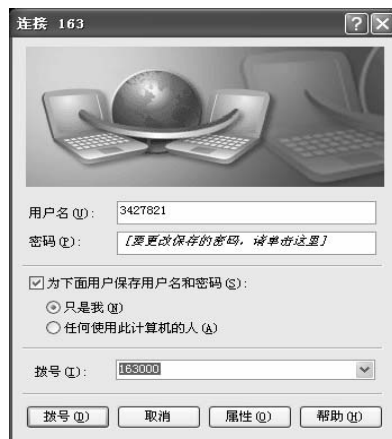 连接 163
用户名(U): 3427821
密码(P): [要更改保存的密码，请单击这里]
为下面用户保存用户名和密码(S):
只是我(N)
任何使用此计算机的人(A)
拨号(I): 163000
拨号(D) 取消 属性(O) 帮助(H)